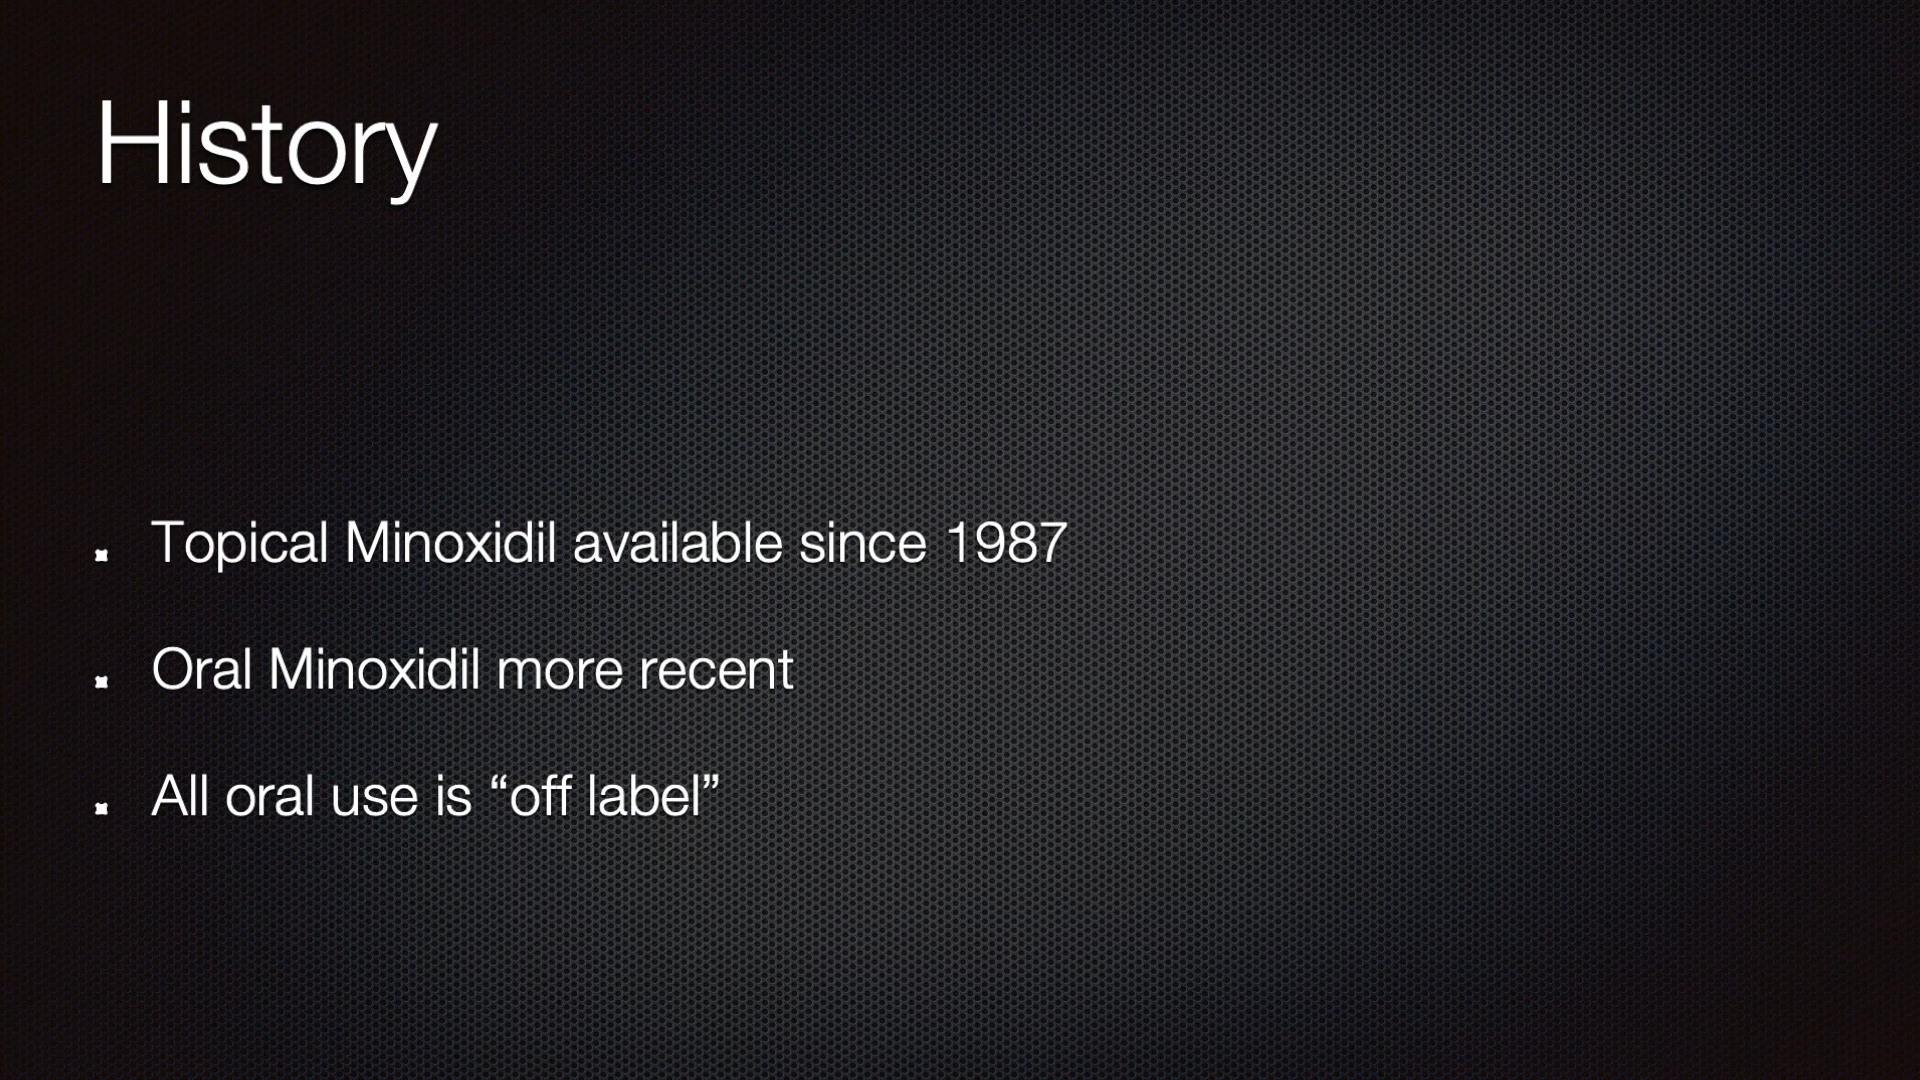 History
Topical Minoxidil available since 1987
Oral Minoxidil more recent
All oral use is “off label”